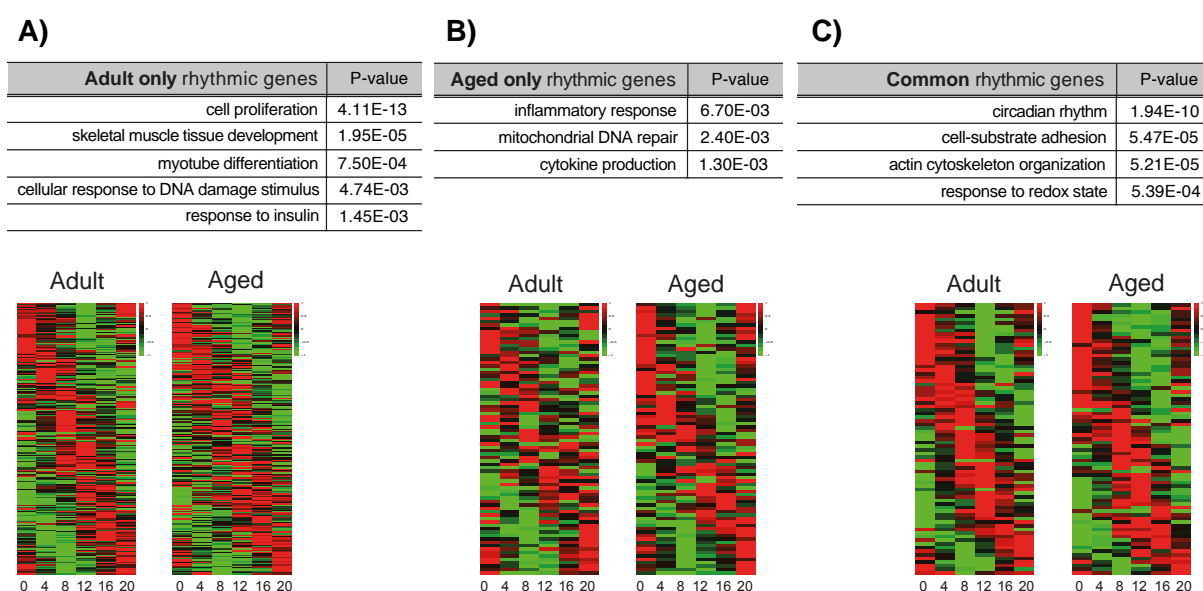 A)
Adult only rhythmic genes P-value
cell proliferation 4.11E-13
skeletal muscle tissue development 1.95E-05
myotube differentiation 7.50E-04
cellular response to DNA damage stimulus 4.74E-03
response to insulin 1.45E-03
Adult Aged
0 4 8 12 16 20 0 4 8 12 16 20
B)
Aged only rhythmic genes P-value
inflammatory response 6.70E-03
mitochondrial DNA repair 2.40E-03
cytokine production 1.30E-03
Adult Aged
0 4 8 12 16 20 0 4 8 12 16 20
C)
Common rhythmic genes P-value
circadian rhythm 1.94E-10
cell-substrate adhesion 5.47E-05
actin cytoskeleton organization 5.21E-05
response to redox state 5.39E-04
Adult Aged
0 4 8 12 16 20 0 4 8 12 16 20